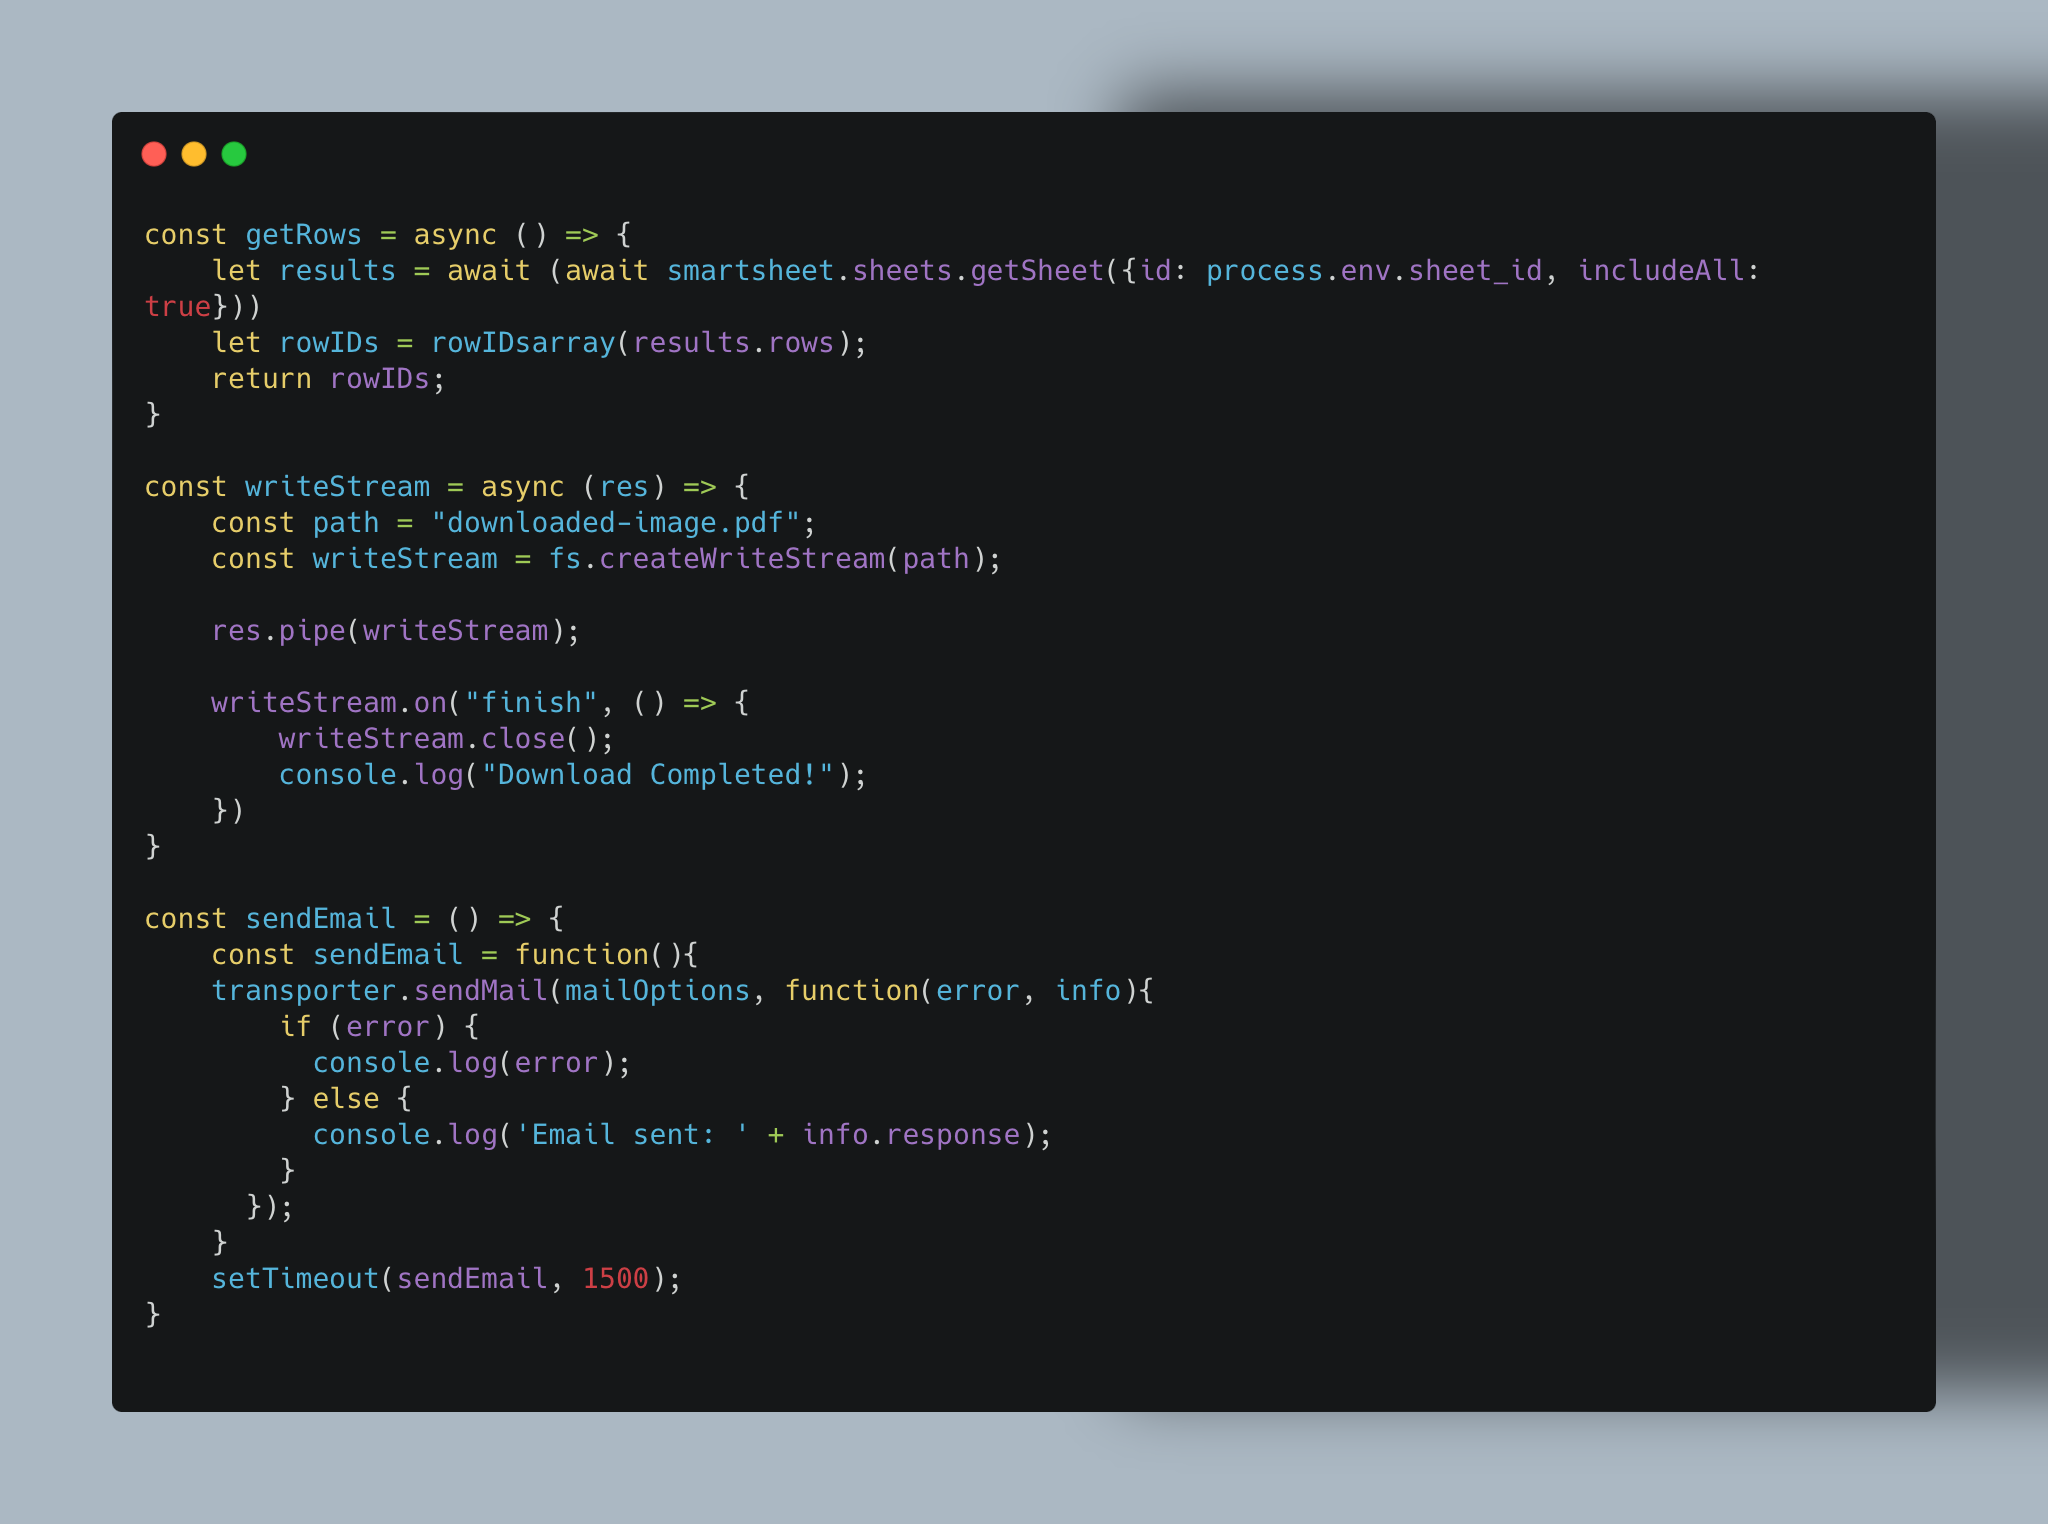 const getRows = async () => {
    let results = await (await smartsheet.sheets.getSheet({id: process.env.sheet_id, includeAll:
true}))
    let rowIDs = rowIDsarray(results.rows);
    return rowIDs;
}

const writeStream = async (res) => {
    const path = "downloaded-image.pdf";
    const writeStream = fs.createWriteStream(path);

    res.pipe(writeStream);

    writeStream.on("finish", () => {
        writeStream.close();
        console.log("Download Completed!");
    })
}

const sendEmail = () => {
    const sendEmail = function(){
    transporter.sendMail(mailOptions, function(error, info){
        if (error) {
          console.log(error);
        } else {
          console.log('Email sent: ' + info.response);
        }
      });
    }
    setTimeout(sendEmail, 1500);
}